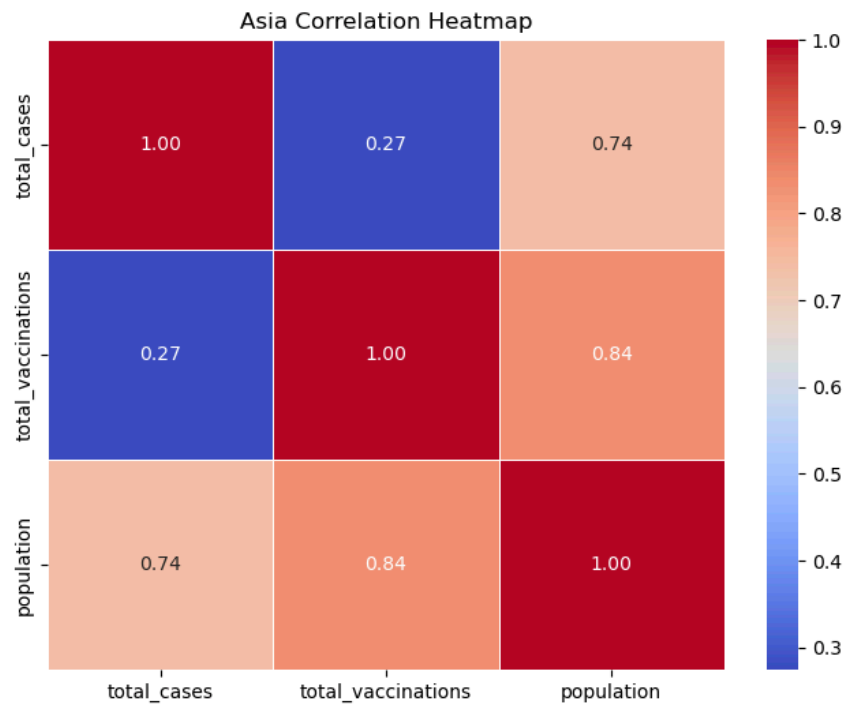 Asia Correlation Heatmap
total_cases
1.00
0.27
0.74
total_vaccinations
0.27
1.00
0.84
population
0.74
0.84
1.00
total_cases
total_vaccinations
population
1.0
0.9
0.8
0.7
0.6
0.5
0.4
0.3